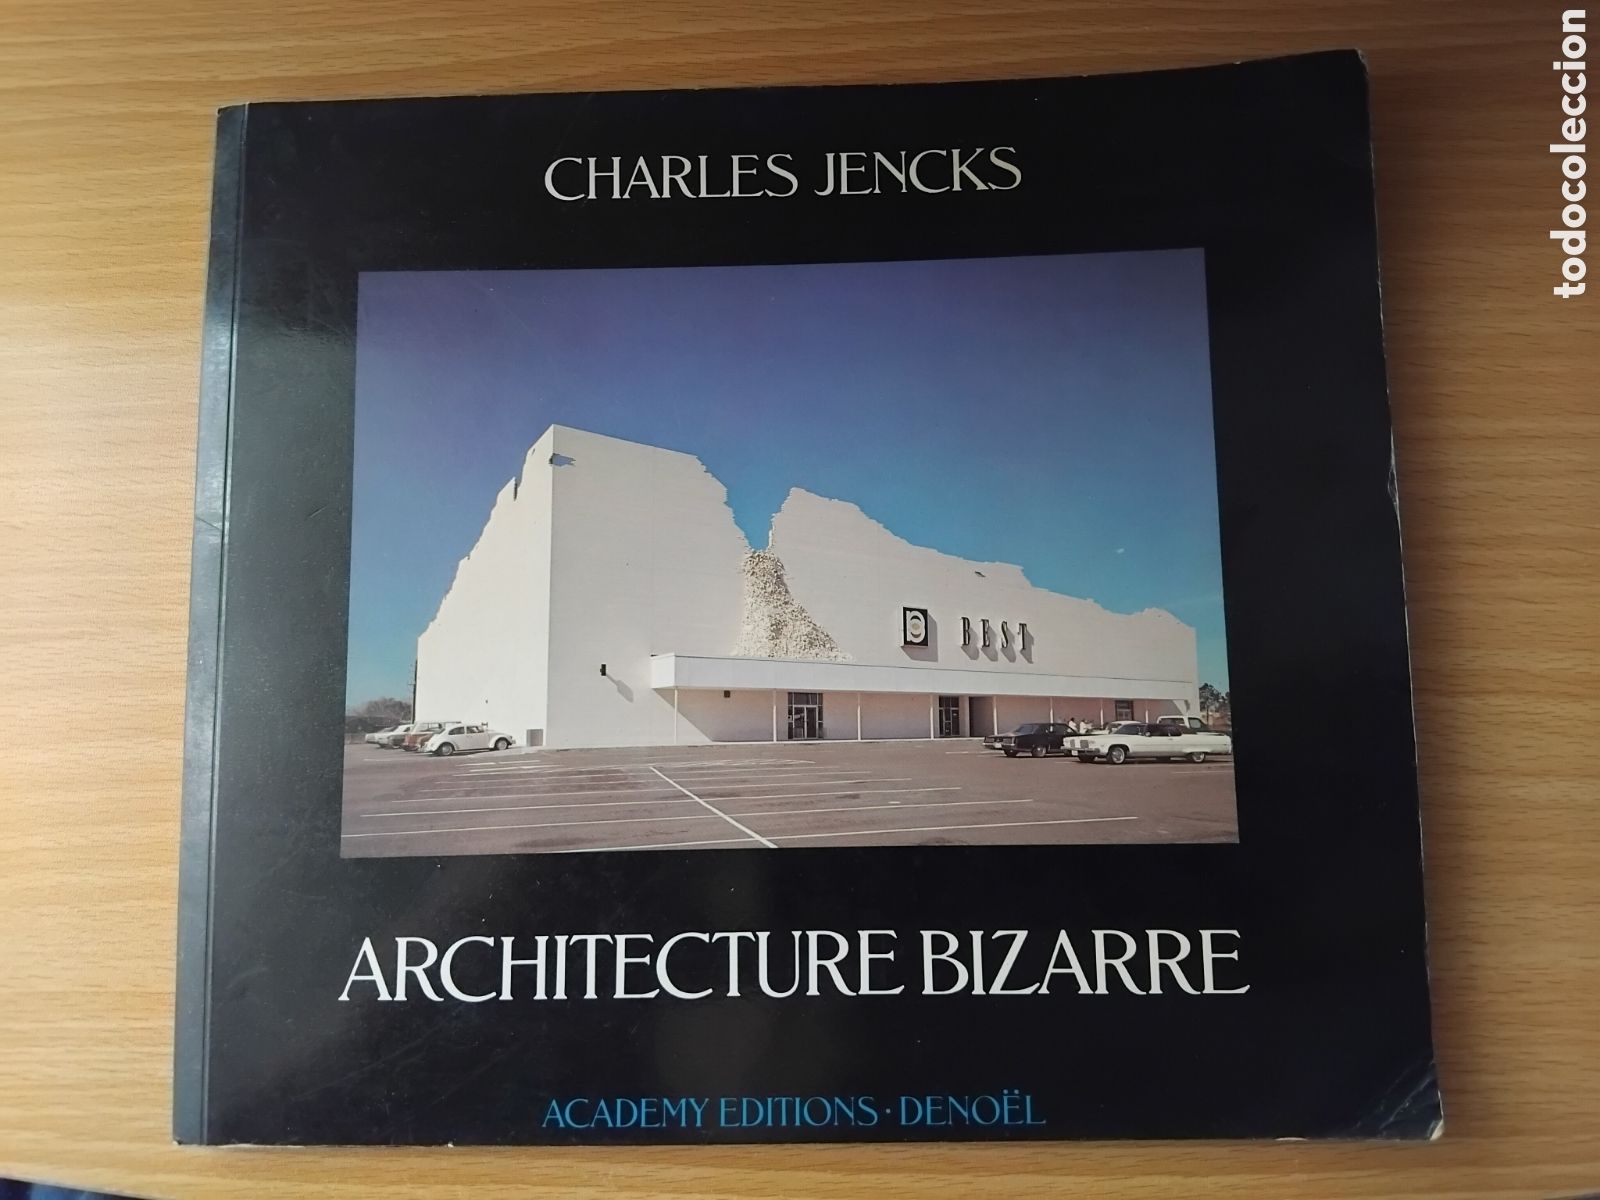 CHARLES JENCKS
BEST
ARCHITECTURE BIZARRE
ACADEMY EDITIONS · DENOËL
todocoleccion